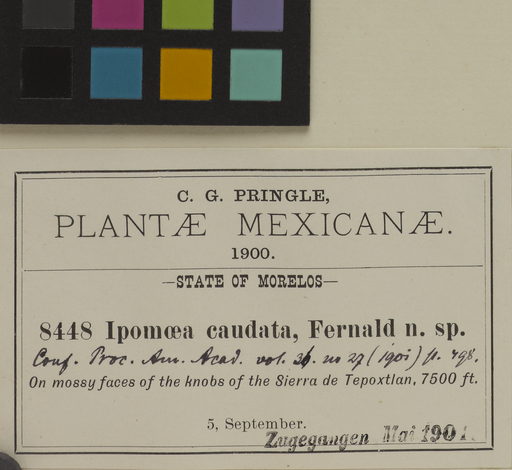 C. G. PRINGLE,
PLANTÆ MEXICANÆ.
1900.
—STATE OF MORELOS—
8448 Ipomœa caudata, Fernald n. sp.
Conf. Proc. Am. Acad. vol. no 27 (1901) p. 498.
On mossy faces of the knobs of the Sierra de Tepoxtlan, 7500 ft.
5, September.
Zugegangen Mai 1901.